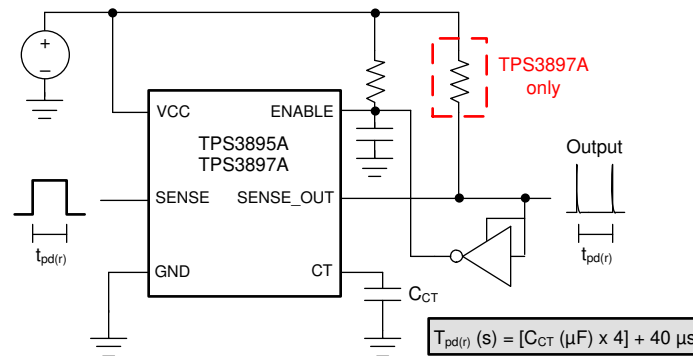 +
−
TPS3897A
only
VCC
ENABLE
TPS3895A
TPS3897A
Output
SENSE
SENSE_OUT
tpd(r)
tpd(r)
GND
CT
CCT
Tpd(r) (s) = [CCT (µF) x 4] + 40 µs